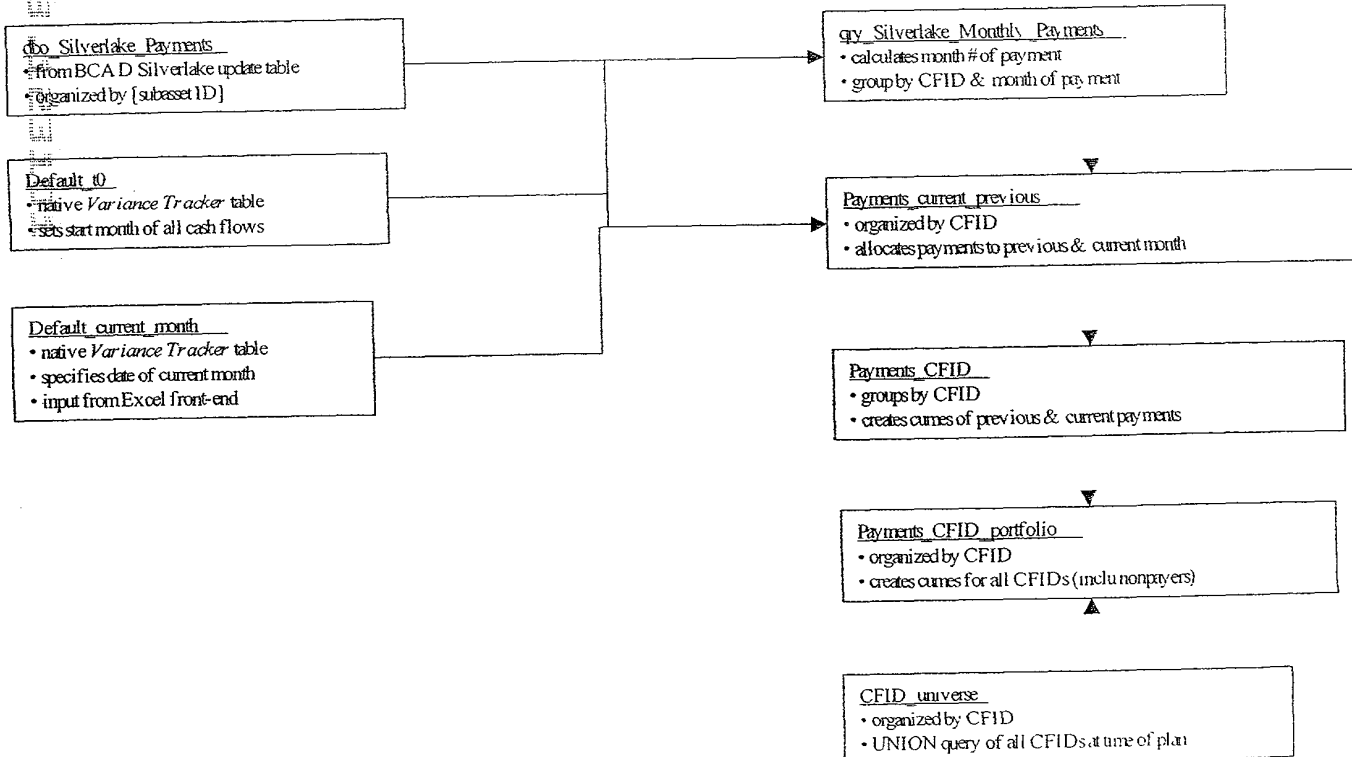 dbo_Silverlake_Payments
• from BCA D Silverlake update table
• organized by [subasset ID]
qry_Silverlake_Monthly_Payments
• calculates month # of payment
• group by CFID & month of payment
Default_t0
• native Variance Tracker table
• sets start month of all cash flows
Payments_current_previous
• organized by CFID
• allocates payments to previous & current month
Default_current_month
• native Variance Tracker table
• specifies date of current month
• input from Excel front-end
Payments_CFID
• groups by CFID
• creates cumes of previous & current payments
Payments_CFID_portfolio
• organized by CFID
• creates cumes for all CFIDs (inclu nonpayers)
CFID_universe
• organized by CFID
• UNION query of all CFIDs at time of plan